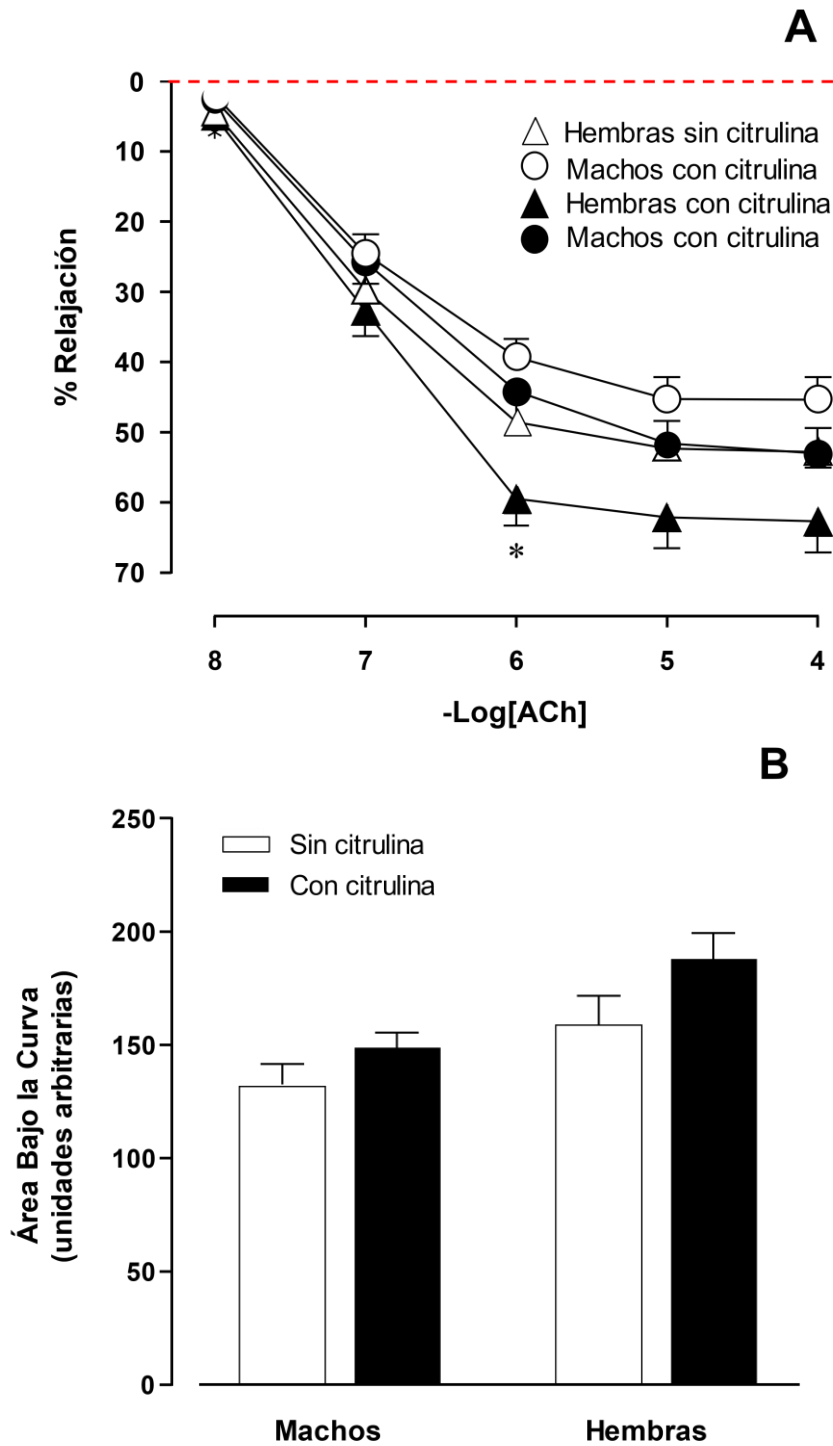 A
0
10
20
30
40
50
60
70
% Relajación
Hembras sin citrulina
Machos con citrulina
Hembras con citrulina
Machos con citrulina
*
*
8 7 6 5 4
-Log[ACh]
B
250
200
150
100
50
0
Área Bajo la Curva
(unidades arbitrarias)
Sin citrulina
Con citrulina
Machos Hembras